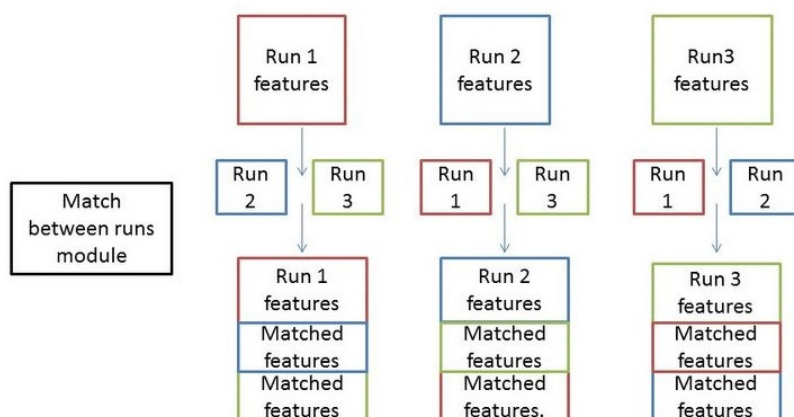 Run 1
features
Run 2
features
Run3
features
Match
between runs
module
Run
2
Run
3
Run
1
Run
3
Run
1
Run
2
Run 1
features
Matched
features
Matched
features
Run 2
features
Matched
features
Matched
features.
Run 3
features
Matched
features
Matched
features